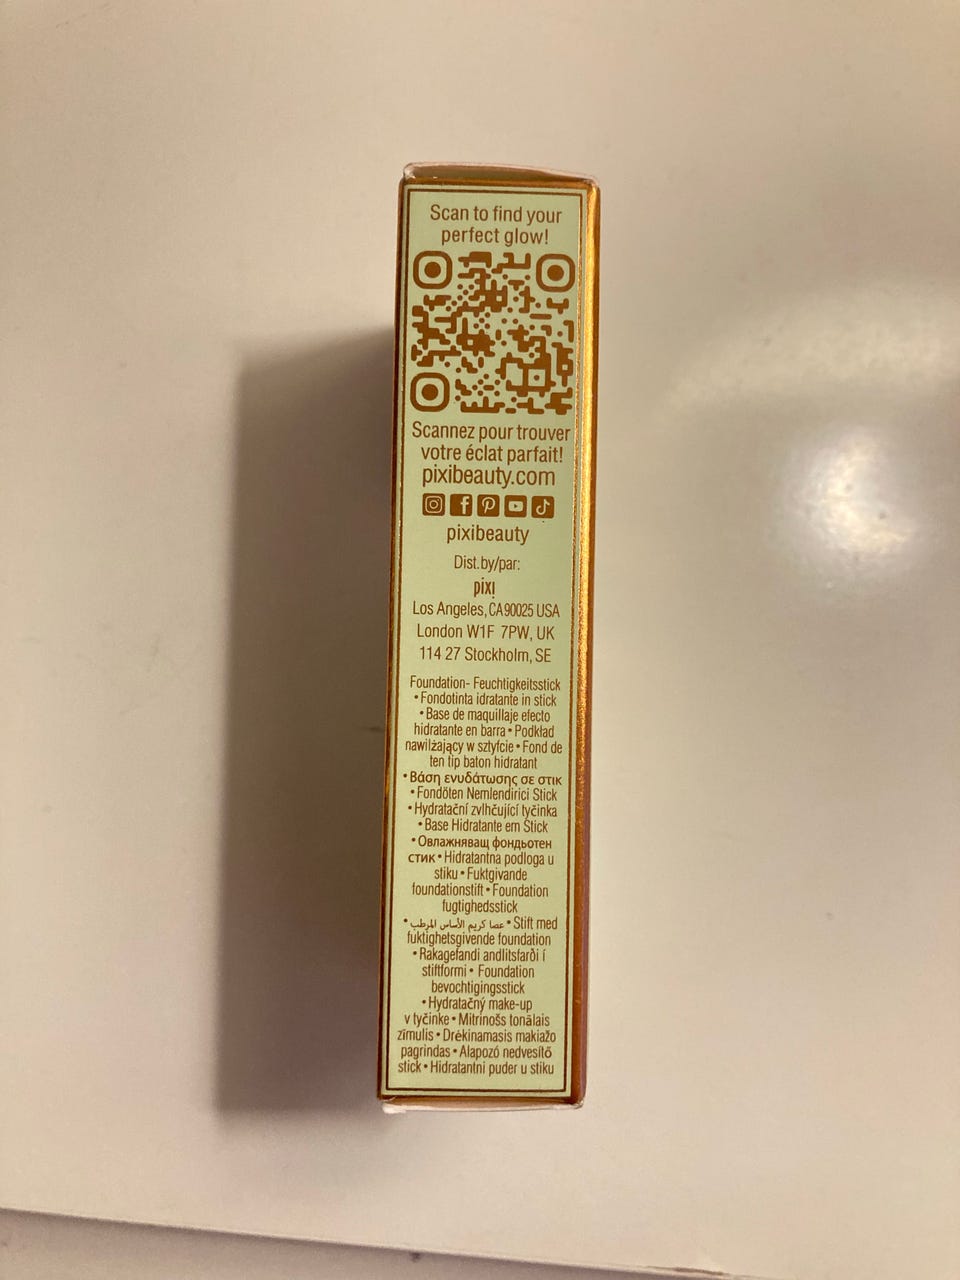 Scan to find your
perfect glow!
Scannez pour trouver
votre éclat parfait!
pixibeauty.com
pixibeauty
Dist.by/par:
pixi
Los Angeles, CA 90025 USA
London W1F 7PW, UK
114 27 Stockholm, SE
Foundation- Feuchtigkeitsstick
• Fondotinta idratante in stick
• Base de maquillaje efecto
hidratante en barra • Podkład
nawilżający w sztyfcie • Fond de
ten tip baton hidratant
• Βάση ενυδάτωσης σε στικ
• Fondöten Nemlendirici Stick
• Hydratační zvlhčující tyčinka
• Base Hidratante em Stick
• Овлажняващ фондьотен
стик • Hidratantna podloga u
stiku • Fuktgivande
foundationstift • Foundation
fugtighedsstick
• عصا كريم الأساس المرطب • Stift med
fuktighetsgivende foundation
• Rakagefandi andlitsfarði í
stiftformi • Foundation
bevochtigingsstick
• Hydratačný make-up
v tyčinke • Mitrinošs tonālais
zīmulis • Drėkinamasis makiažo
pagrindas • Alapozó nedvesítő
stick • Hidratantni puder u stiku